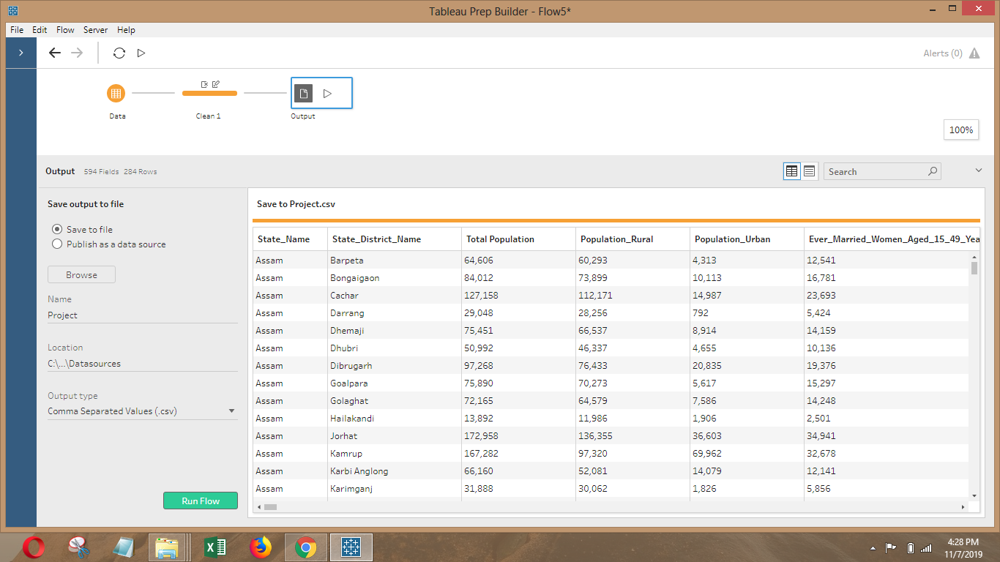 Tableau Prep Builder - Flow5*
File Edit Flow Server Help
Alerts (0)
Data Clean 1 Output
100%
Output 594 Fields 284 Rows Search
Save output to file
Save to file
Publish as a data source
Browse
Name
Project
Location
C:\...\Datasources
Output type
Comma Separated Values (.csv)
Run Flow
Save to Project.csv
State_Name State_District_Name Total Population Population_Rural Population_Urban Ever_Married_Women_Aged_15_49_Yea
Assam Barpeta 64,606 60,293 4,313 12,541
Assam Bongaigaon 84,012 73,899 10,113 16,781
Assam Cachar 127,158 112,171 14,987 23,693
Assam Darrang 29,048 28,256 792 5,424
Assam Dhemaji 75,451 66,537 8,914 14,159
Assam Dhubri 50,992 46,337 4,655 10,136
Assam Dibrugarh 97,268 76,433 20,835 19,376
Assam Goalpara 75,890 70,273 5,617 15,297
Assam Golaghat 72,165 64,579 7,586 14,248
Assam Hailakandi 13,892 11,986 1,906 2,501
Assam Jorhat 172,958 136,355 36,603 34,941
Assam Kamrup 167,282 97,320 69,962 32,678
Assam Karbi Anglong 66,160 52,081 14,079 12,141
Assam Karimganj 31,888 30,062 1,826 5,856
4:28 PM
11/7/2019